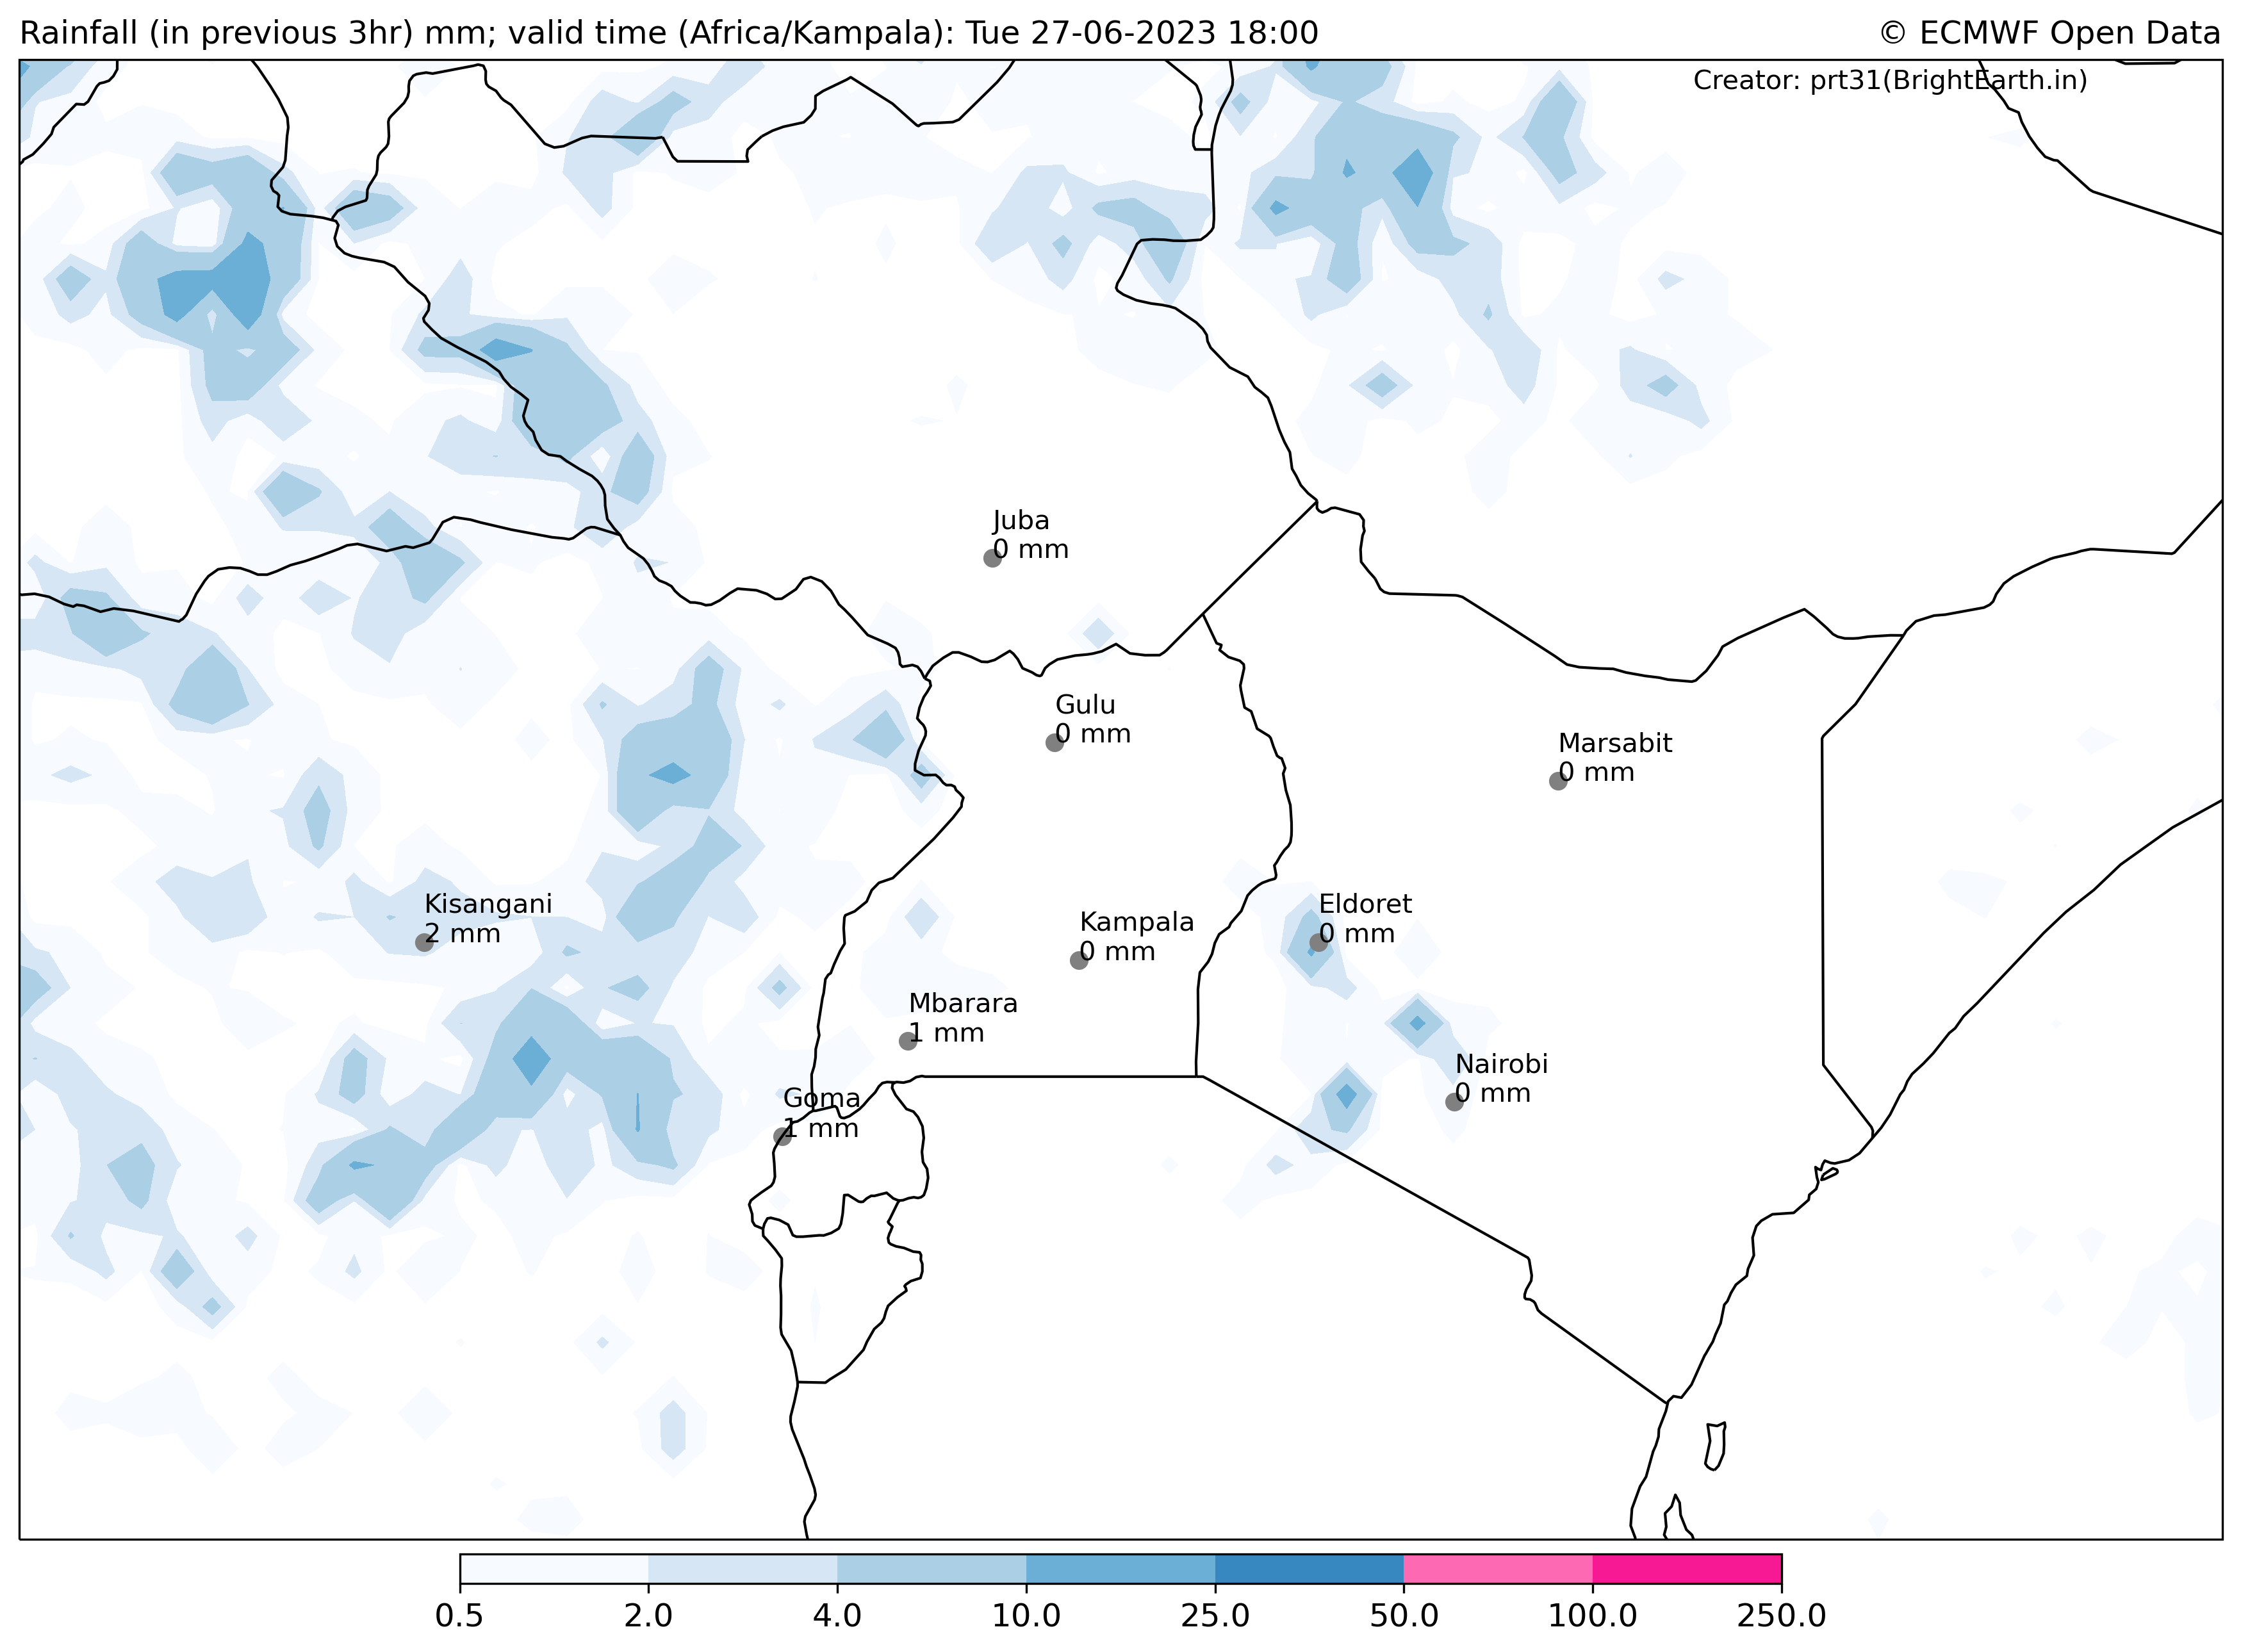 Rainfall (in previous 3hr) mm; valid time (Africa/Kampala): Tue 27-06-2023 18:00
© ECMWF Open Data
Creator: prt31(BrightEarth.in)
Juba
0 mm
Gulu
0 mm
Marsabit
0 mm
Kisangani
2 mm
Eldoret
0 mm
Kampala
0 mm
Mbarara
1 mm
Nairobi
0 mm
Goma
1 mm
0.5 2.0 4.0 10.0 25.0 50.0 100.0 250.0